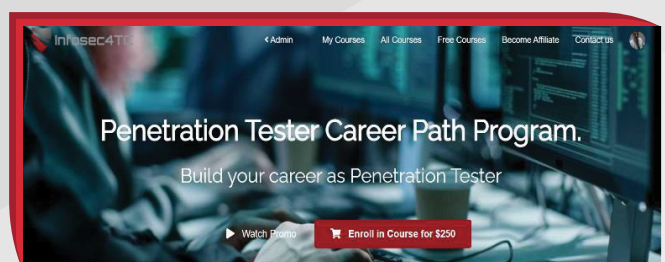 Infosec4TC
< Admin My Courses All Courses Free Courses Become Affiliate Contact us
Penetration Tester Career Path Program.
Build your career as Penetration Tester
Watch Promo Enroll in Course for $250